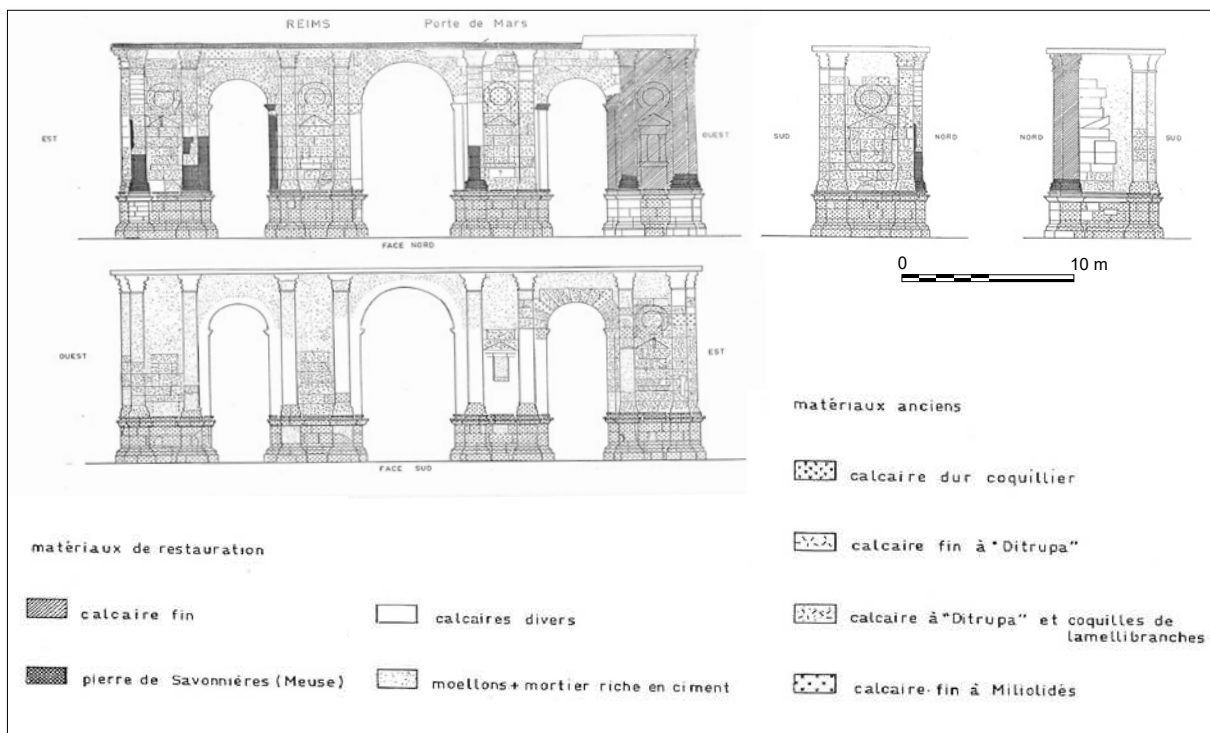 REIMS Porte de Mars
EST
OUEST
FACE NORD
SUD
NORD
NORD
SUD
0 10 m
OUEST
EST
FACE SUD
matériaux anciens
calcaire dur coquillier
calcaire fin à "Ditrupa"
calcaire à "Ditrupa" et coquilles de
lamellibranches
calcaire fin à Miliolidés
matériaux de restauration
calcaire fin
calcaires divers
pierre de Savonnières (Meuse)
moellons + mortier riche en ciment